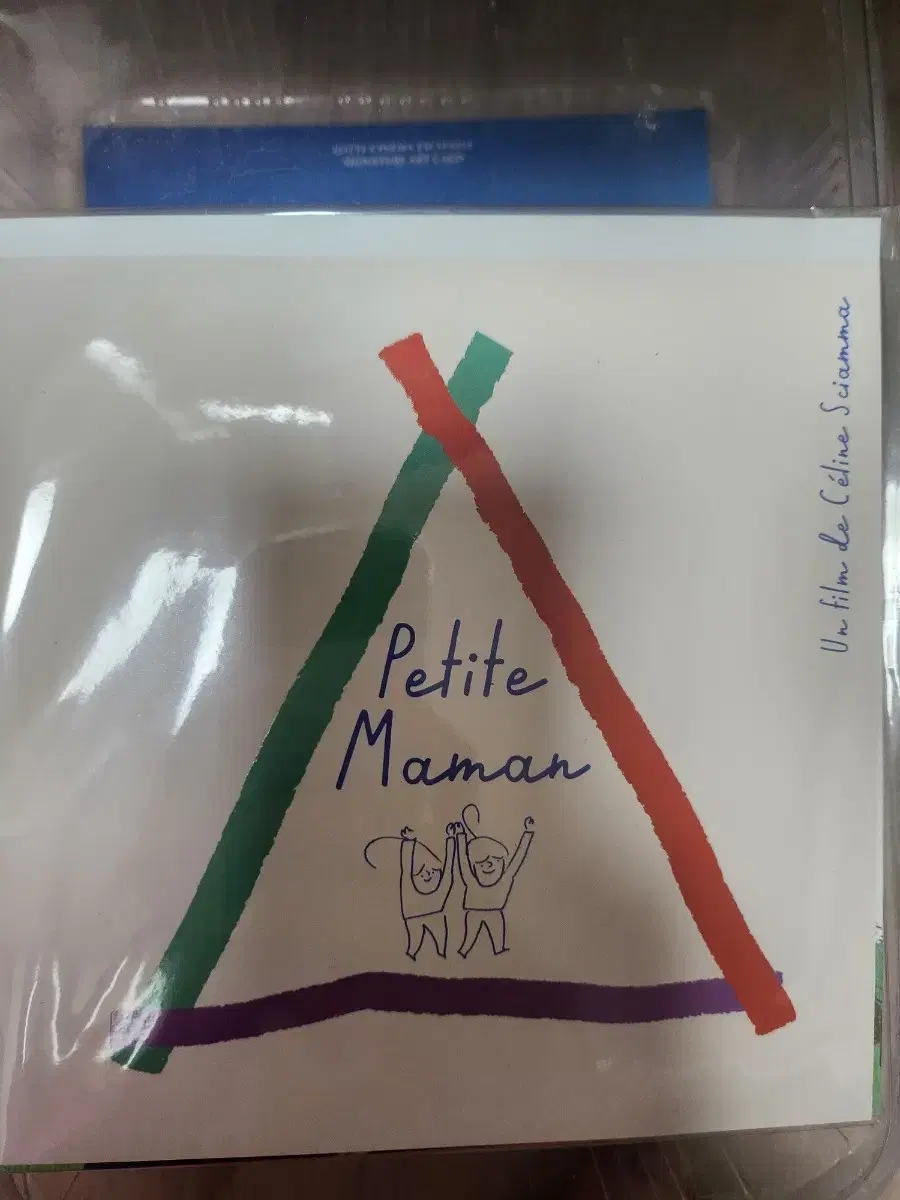 Petite
Maman
Un film de Céline Sciamma